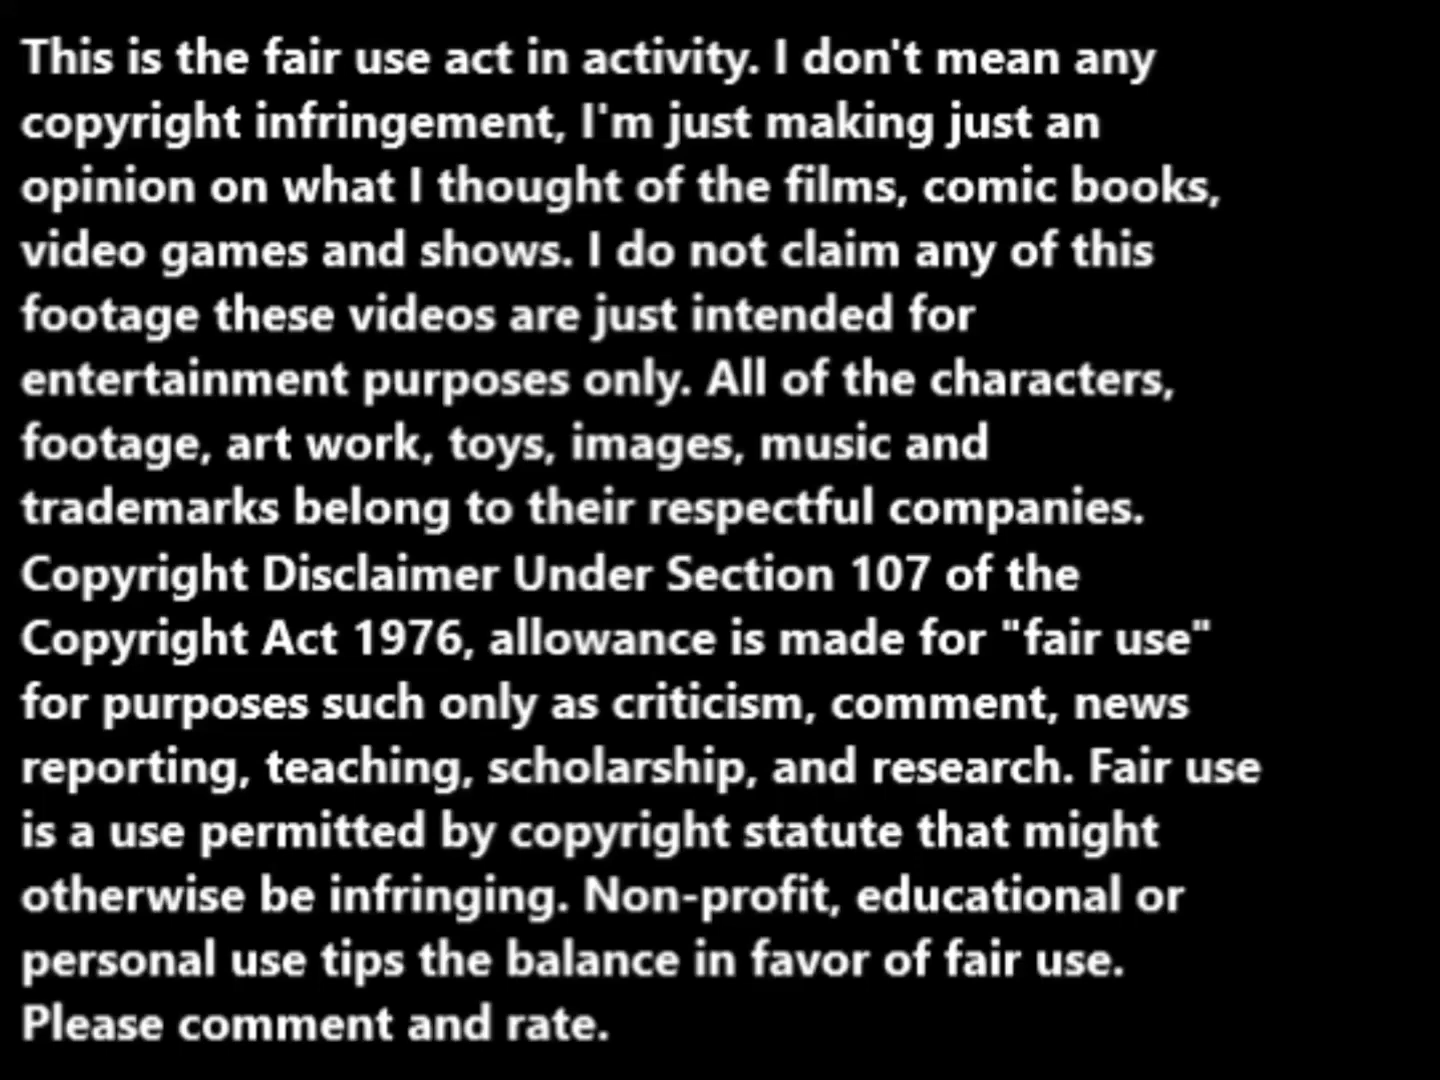 This is the fair use act in activity. I don't mean any
copyright infringement, I'm just making just an
opinion on what I thought of the films, comic books,
video games and shows. I do not claim any of this
footage these videos are just intended for
entertainment purposes only. All of the characters,
footage, art work, toys, images, music and
trademarks belong to their respectful companies.
Copyright Disclaimer Under Section 107 of the
Copyright Act 1976, allowance is made for "fair use"
for purposes such only as criticism, comment, news
reporting, teaching, scholarship, and research. Fair use
is a use permitted by copyright statute that might
otherwise be infringing. Non-profit, educational or
personal use tips the balance in favor of fair use.
Please comment and rate.